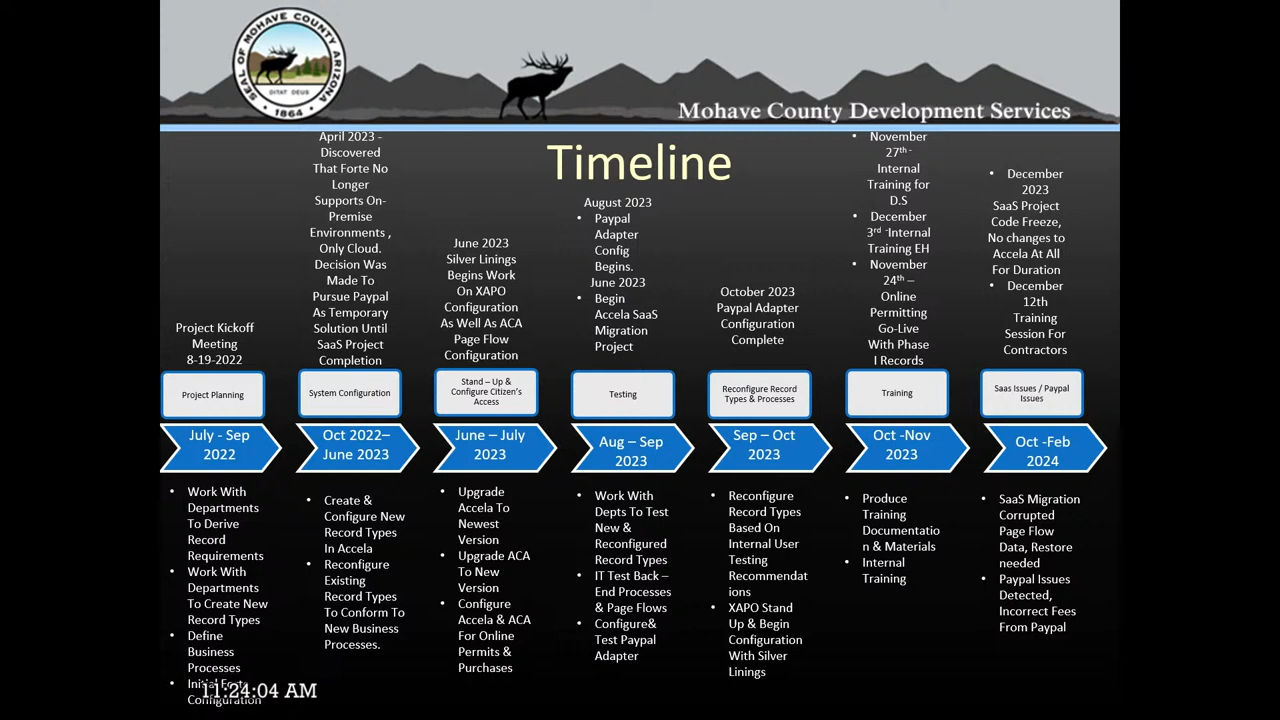 SEAL OF MOHAVE COUNTY ARIZONA
DITAT DEUS
1864
Mohave County Development Services
Timeline
Project Kickoff
Meeting
8-19-2022
April 2023 -
Discovered
That Forte No
Longer
Supports On-
Premise
Environments ,
Only Cloud.
Decision Was
Made To
Pursue Paypal
As Temporary
Solution Until
SaaS Project
Completion
June 2023
Silver Linings
Begins Work
On XAPO
Configuration
As Well As ACA
Page Flow
Configuration
August 2023
• Paypal
Adapter
Config
Begins.
June 2023
• Begin
Accela SaaS
Migration
Project
October 2023
Paypal Adapter
Configuration
Complete
• November
27th -
Internal
Training for
D.S
• December
3rd -Internal
Training EH
• November
24th –
Online
Permitting
Go-Live
With Phase
I Records
• December
2023
SaaS Project
Code Freeze,
No changes to
Accela At All
For Duration
• December
12th
Training
Session For
Contractors
Project Planning
System Configuration
Stand – Up &
Configure Citizen's
Access
Testing
Reconfigure Record
Types & Processes
Training
Saas Issues / Paypal
Issues
July - Sep
2022
Oct 2022–
June 2023
June – July
2023
Aug – Sep
2023
Sep – Oct
2023
Oct -Nov
2023
Oct -Feb
2024
• Work With
Departments
To Derive
Record
Requirements
• Work With
Departments
To Create New
Record Types
• Define
Business
Processes
• Initial
Configuration
• Create &
Configure New
Record Types
In Accela
• Reconfigure
Existing
Record Types
To Conform To
New Business
Processes.
• Upgrade
Accela To
Newest
Version
• Upgrade ACA
To New
Version
• Configure
Accela & ACA
For Online
Permits &
Purchases
• Work With
Depts To Test
New &
Reconfigured
Record Types
• IT Test Back –
End Processes
& Page Flows
• Configure&
Test Paypal
Adapter
• Reconfigure
Record Types
Based On
Internal User
Testing
Recommendat
ions
• XAPO Stand
Up & Begin
Configuration
With Silver
Linings
• Produce
Training
Documentatio
n & Materials
• Internal
Training
• SaaS Migration
Corrupted
Page Flow
Data, Restore
needed
• Paypal Issues
Detected,
Incorrect Fees
From Paypal
11:24:04 AM